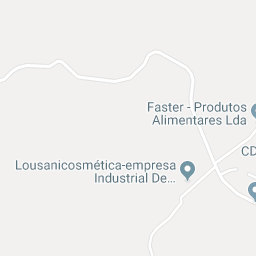 Faster - Produtos
Alimentares Lda
CD
Lousanicosmética-empresa
Industrial De...